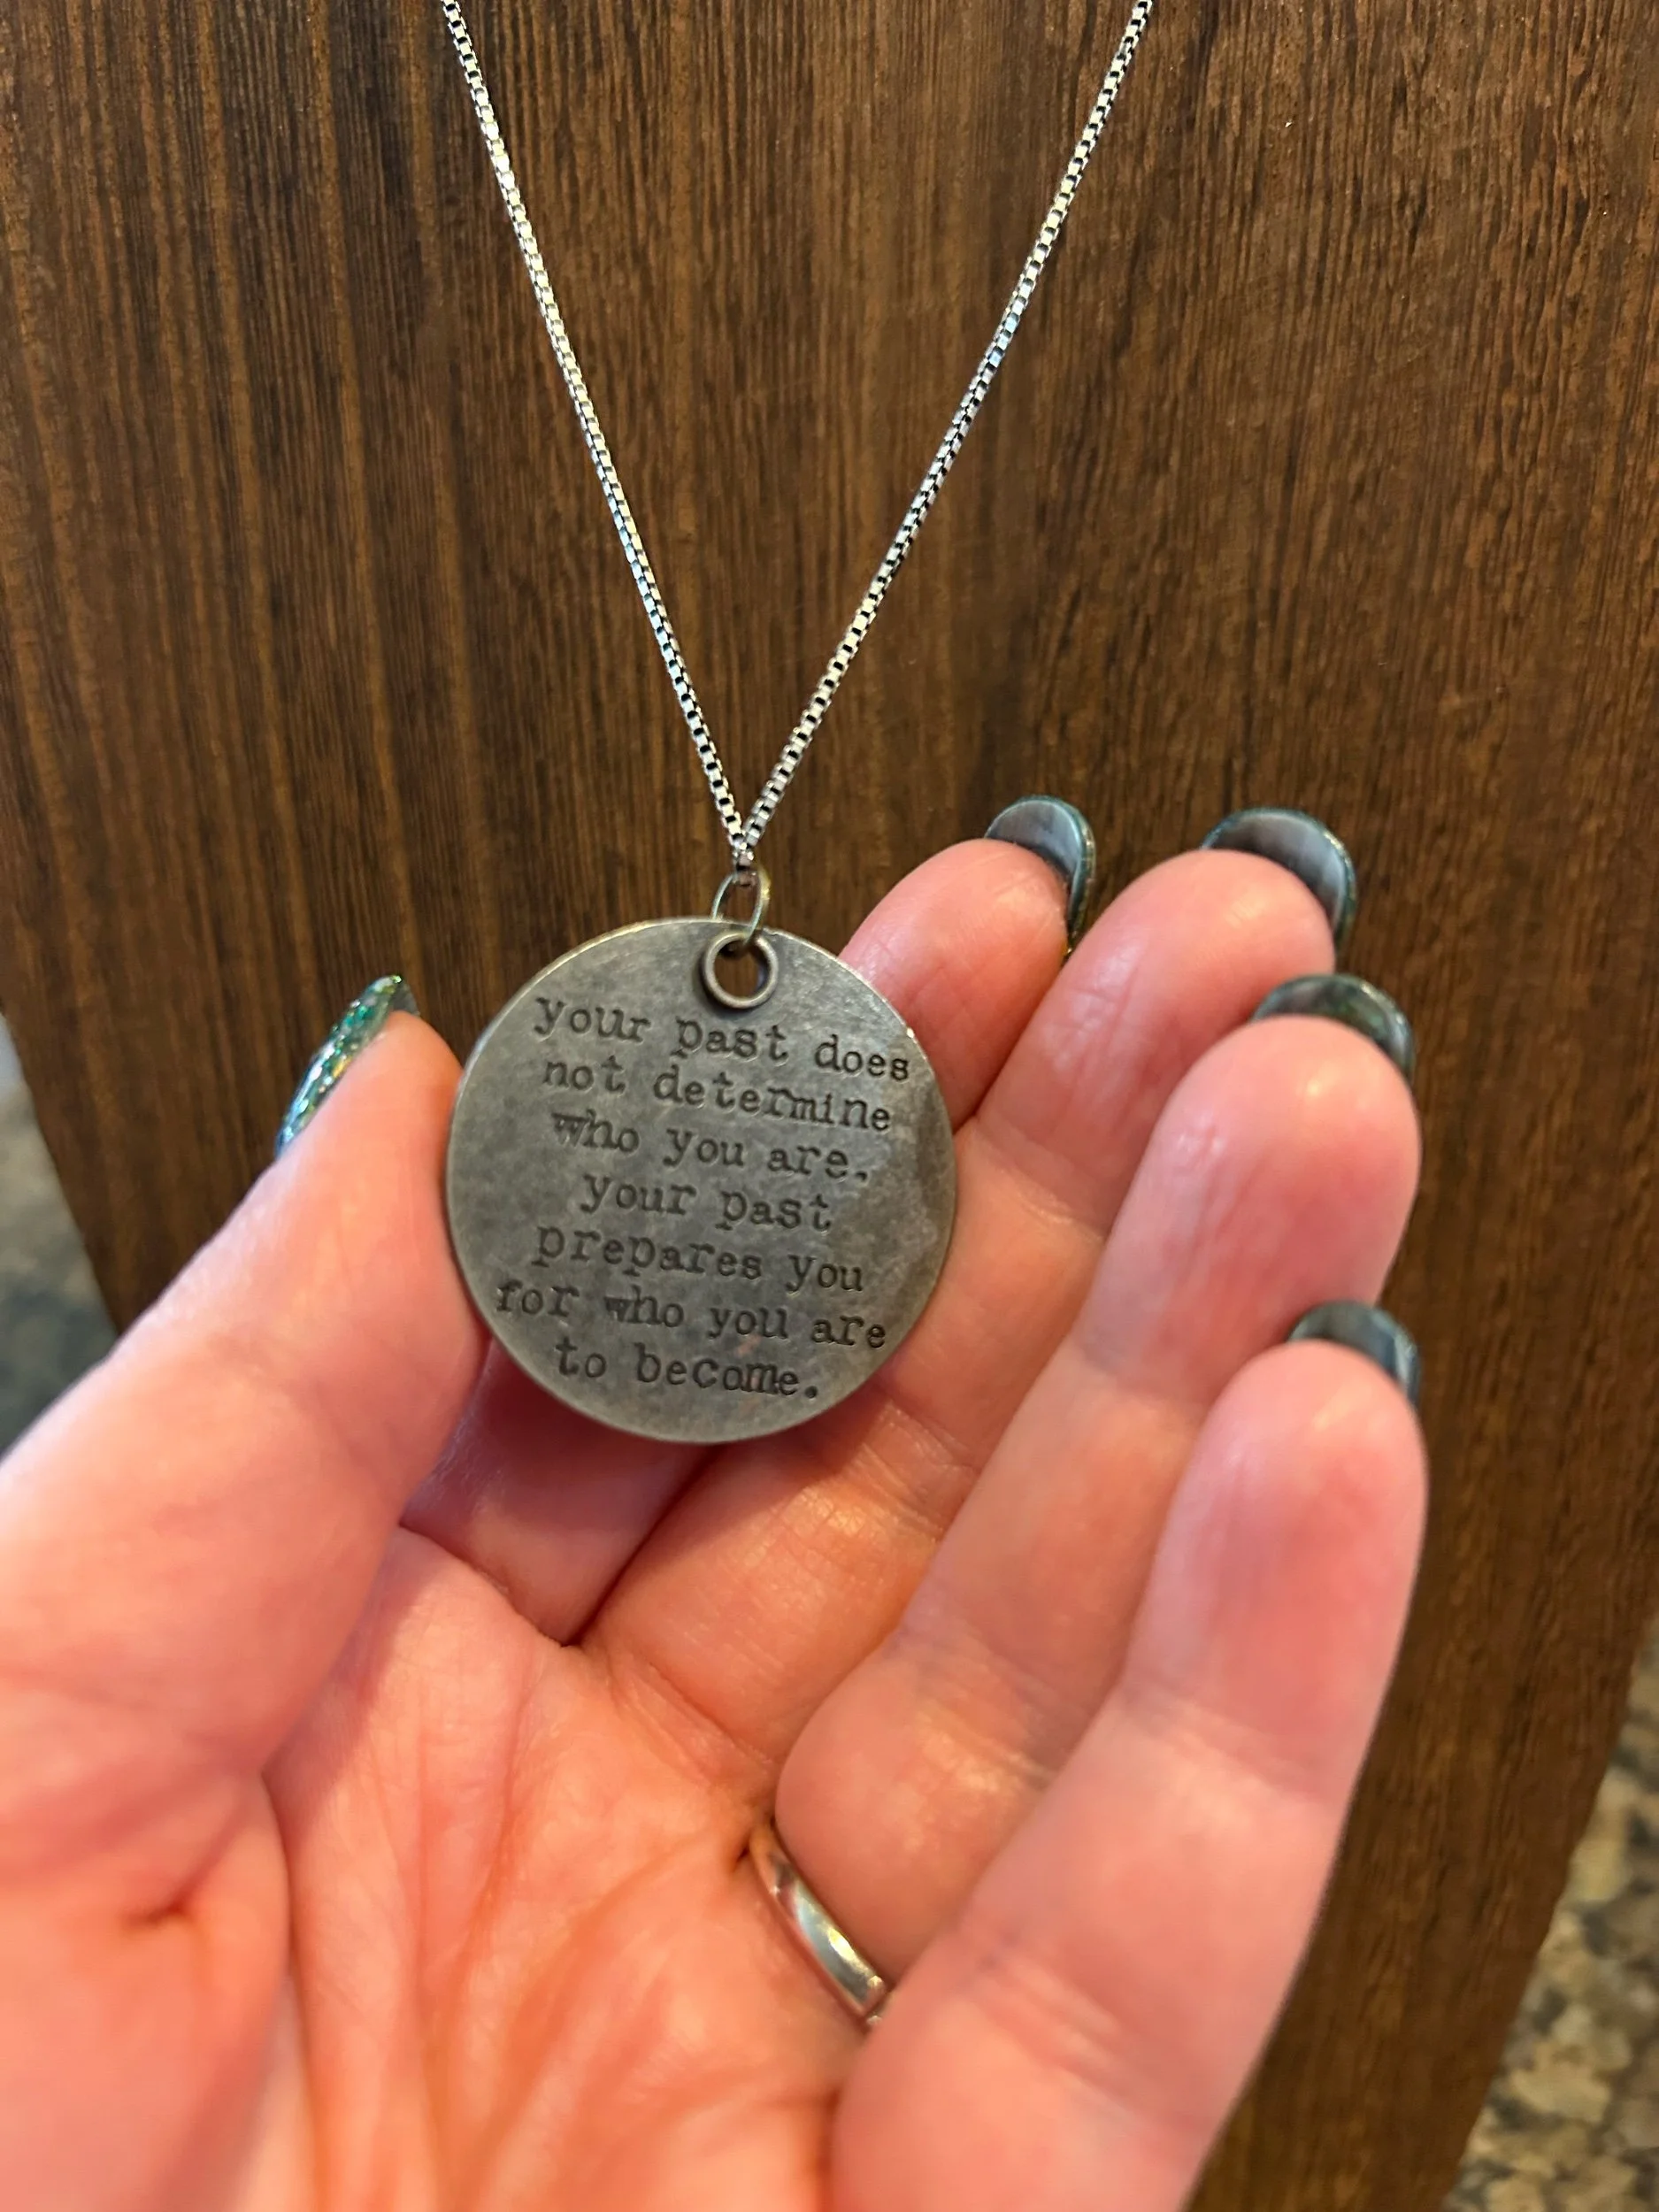 your past does
not determine
who you are.
your past
prepares you
for who you are
to become.